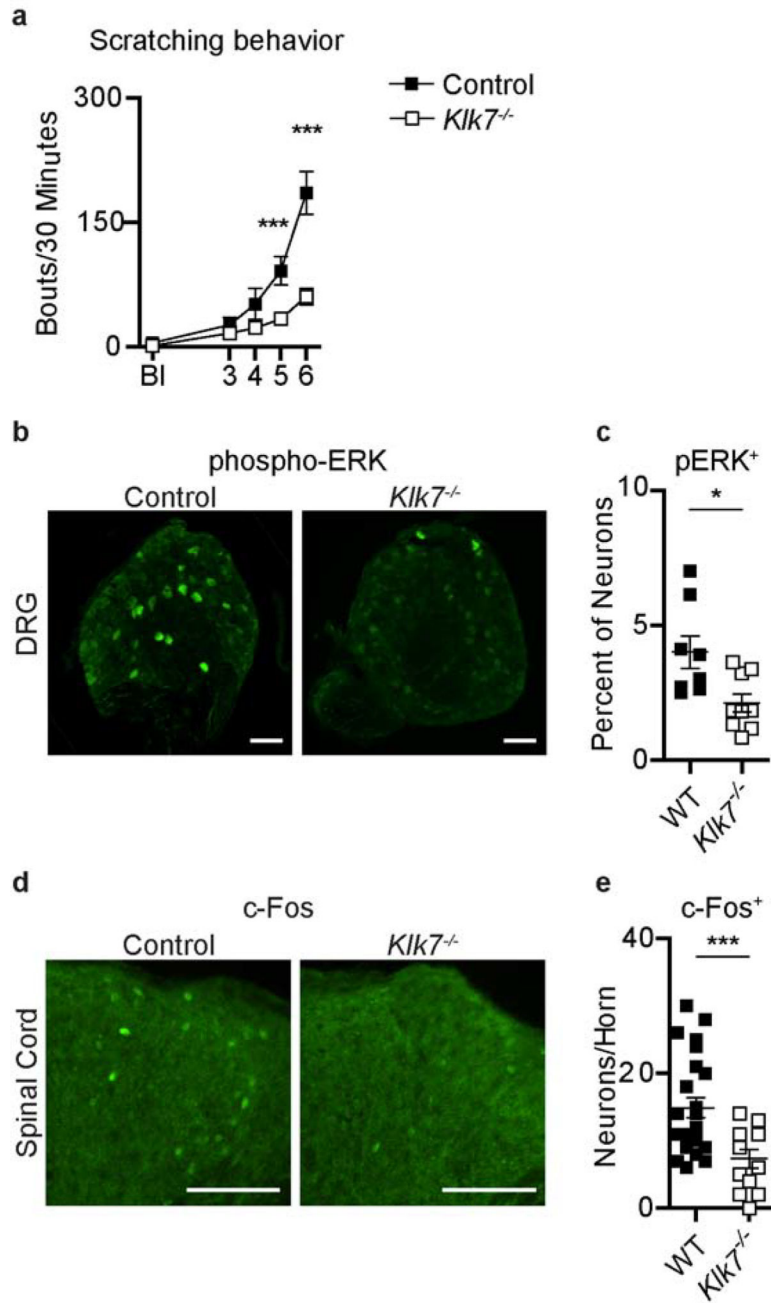 a
Scratching behavior
Control
Klk7-/-
Bouts/30 Minutes
300
150
0
***
***
Bl 3 4 5 6
b
phospho-ERK
Control Klk7-/-
DRG
c
pERK+
*
Percent of Neurons
10
5
0
WT Klk7-/-
d
c-Fos
Control Klk7-/-
Spinal Cord
e
c-Fos+
***
Neurons/Horn
40
20
0
WT Klk7-/-